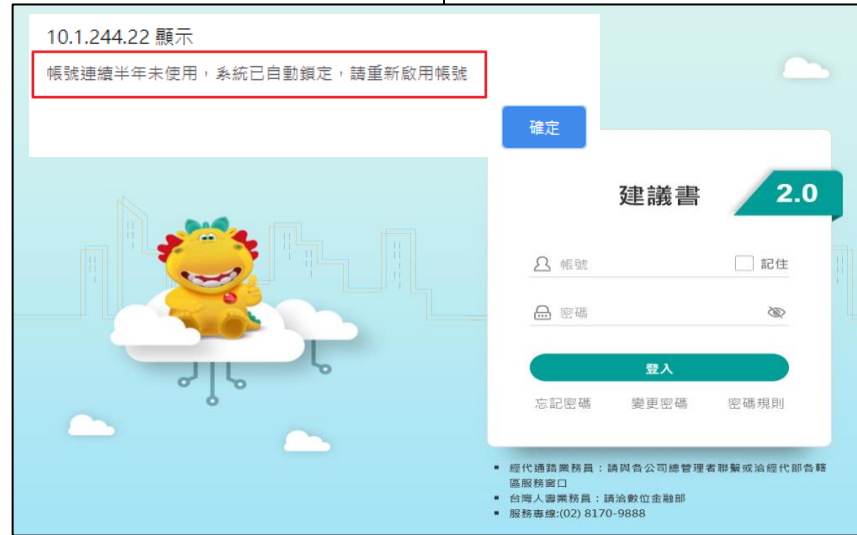 10.1.244.22 顯示
帳號連續半年未使用，系統已自動鎖定，請重新啟用帳號
確定
建議書 2.0
帳號 記住
密碼
登入
忘記密碼 變更密碼 密碼規則
▪ 經代通路業務員：請與各公司總管理者聯繫或洽經代部各轄
區服務窗口
▪ 台灣人壽業務員：請洽數位金融部
▪ 服務專線:(02) 8170-9888